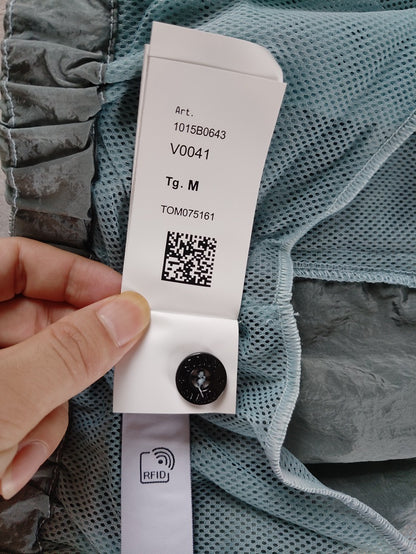 Art.
1015B0643
V0041
Tg. M
TOM075161
RFID